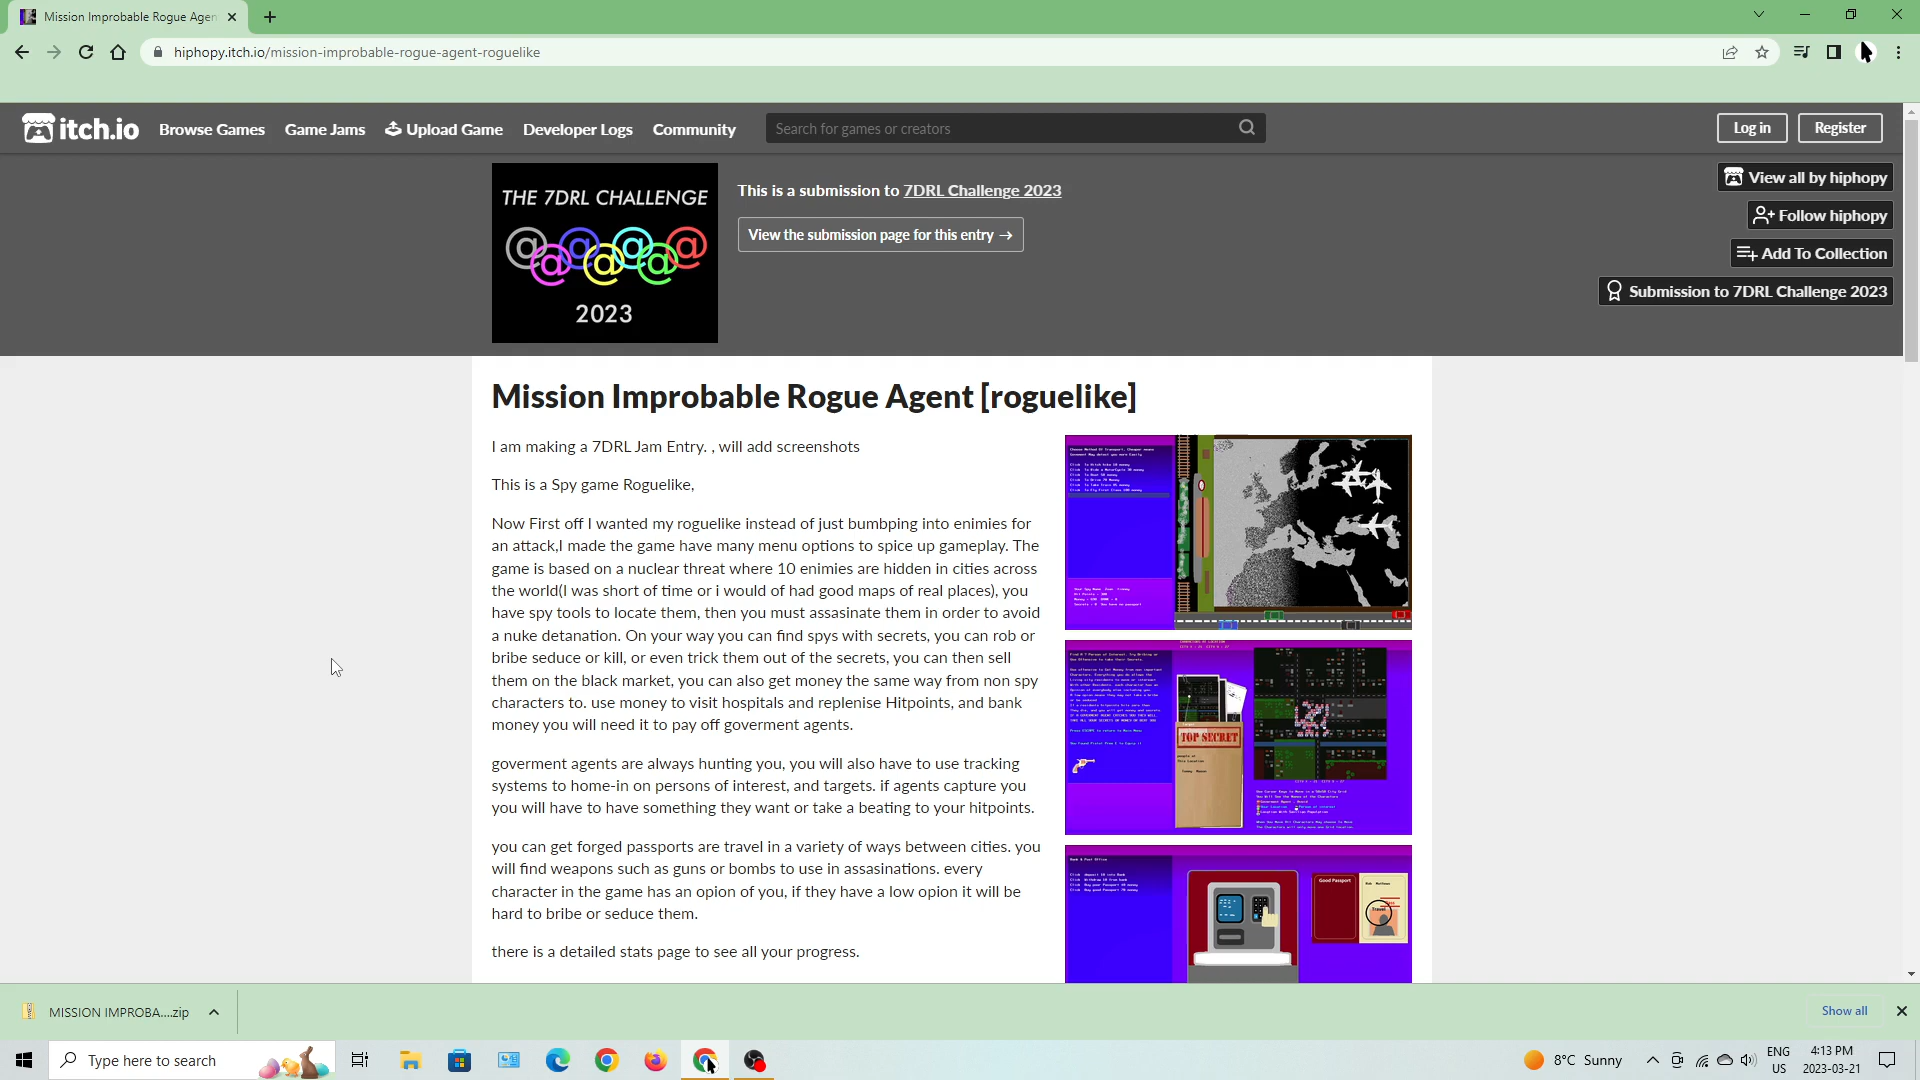 Mission Improbable Rogue Agen
hiphopy.itch.io/mission-improbable-rogue-agent-roguelike
itch.io
Browse Games
Game Jams
Upload Game
Developer Logs
Community
Search for games or creators
Log in
Register
THE 7DRL CHALLENGE
@@@@@@@
2023
This is a submission to 7DRL Challenge 2023
View the submission page for this entry →
View all by hiphopy
Follow hiphopy
Add To Collection
Submission to 7DRL Challenge 2023
Mission Improbable Rogue Agent [roguelike]
I am making a 7DRL Jam Entry. , will add screenshots
This is a Spy game Roguelike,
Now First off I wanted my roguelike instead of just bumbping into enimies for
an attack,I made the game have many menu options to spice up gameplay. The
game is based on a nuclear threat where 10 enimies are hidden in cities across
the world(I was short of time or i would of had good maps of real places), you
have spy tools to locate them, then you must assasinate them in order to avoid
a nuke detanation. On your way you can find spys with secrets, you can rob or
bribe seduce or kill, or even trick them out of the secrets, you can then sell
them on the black market, you can also get money the same way from non spy
characters to. use money to visit hospitals and replenise Hitpoints, and bank
money you will need it to pay off goverment agents.
goverment agents are always hunting you, you will also have to use tracking
systems to home-in on persons of interest, and targets. if agents capture you
you will have to have something they want or take a beating to your hitpoints.
you can get forged passports are travel in a variety of ways between cities. you
will find weapons such as guns or bombs to use in assasinations. every
character in the game has an opion of you, if they have a low opion it will be
hard to bribe or seduce them.
there is a detailed stats page to see all your progress.
TOP SECRET
Bank & Post Office
Good Passport
MISSION IMPROBA....zip
Show all
Type here to search
8°C Sunny
ENG
US
4:13 PM
2023-03-21